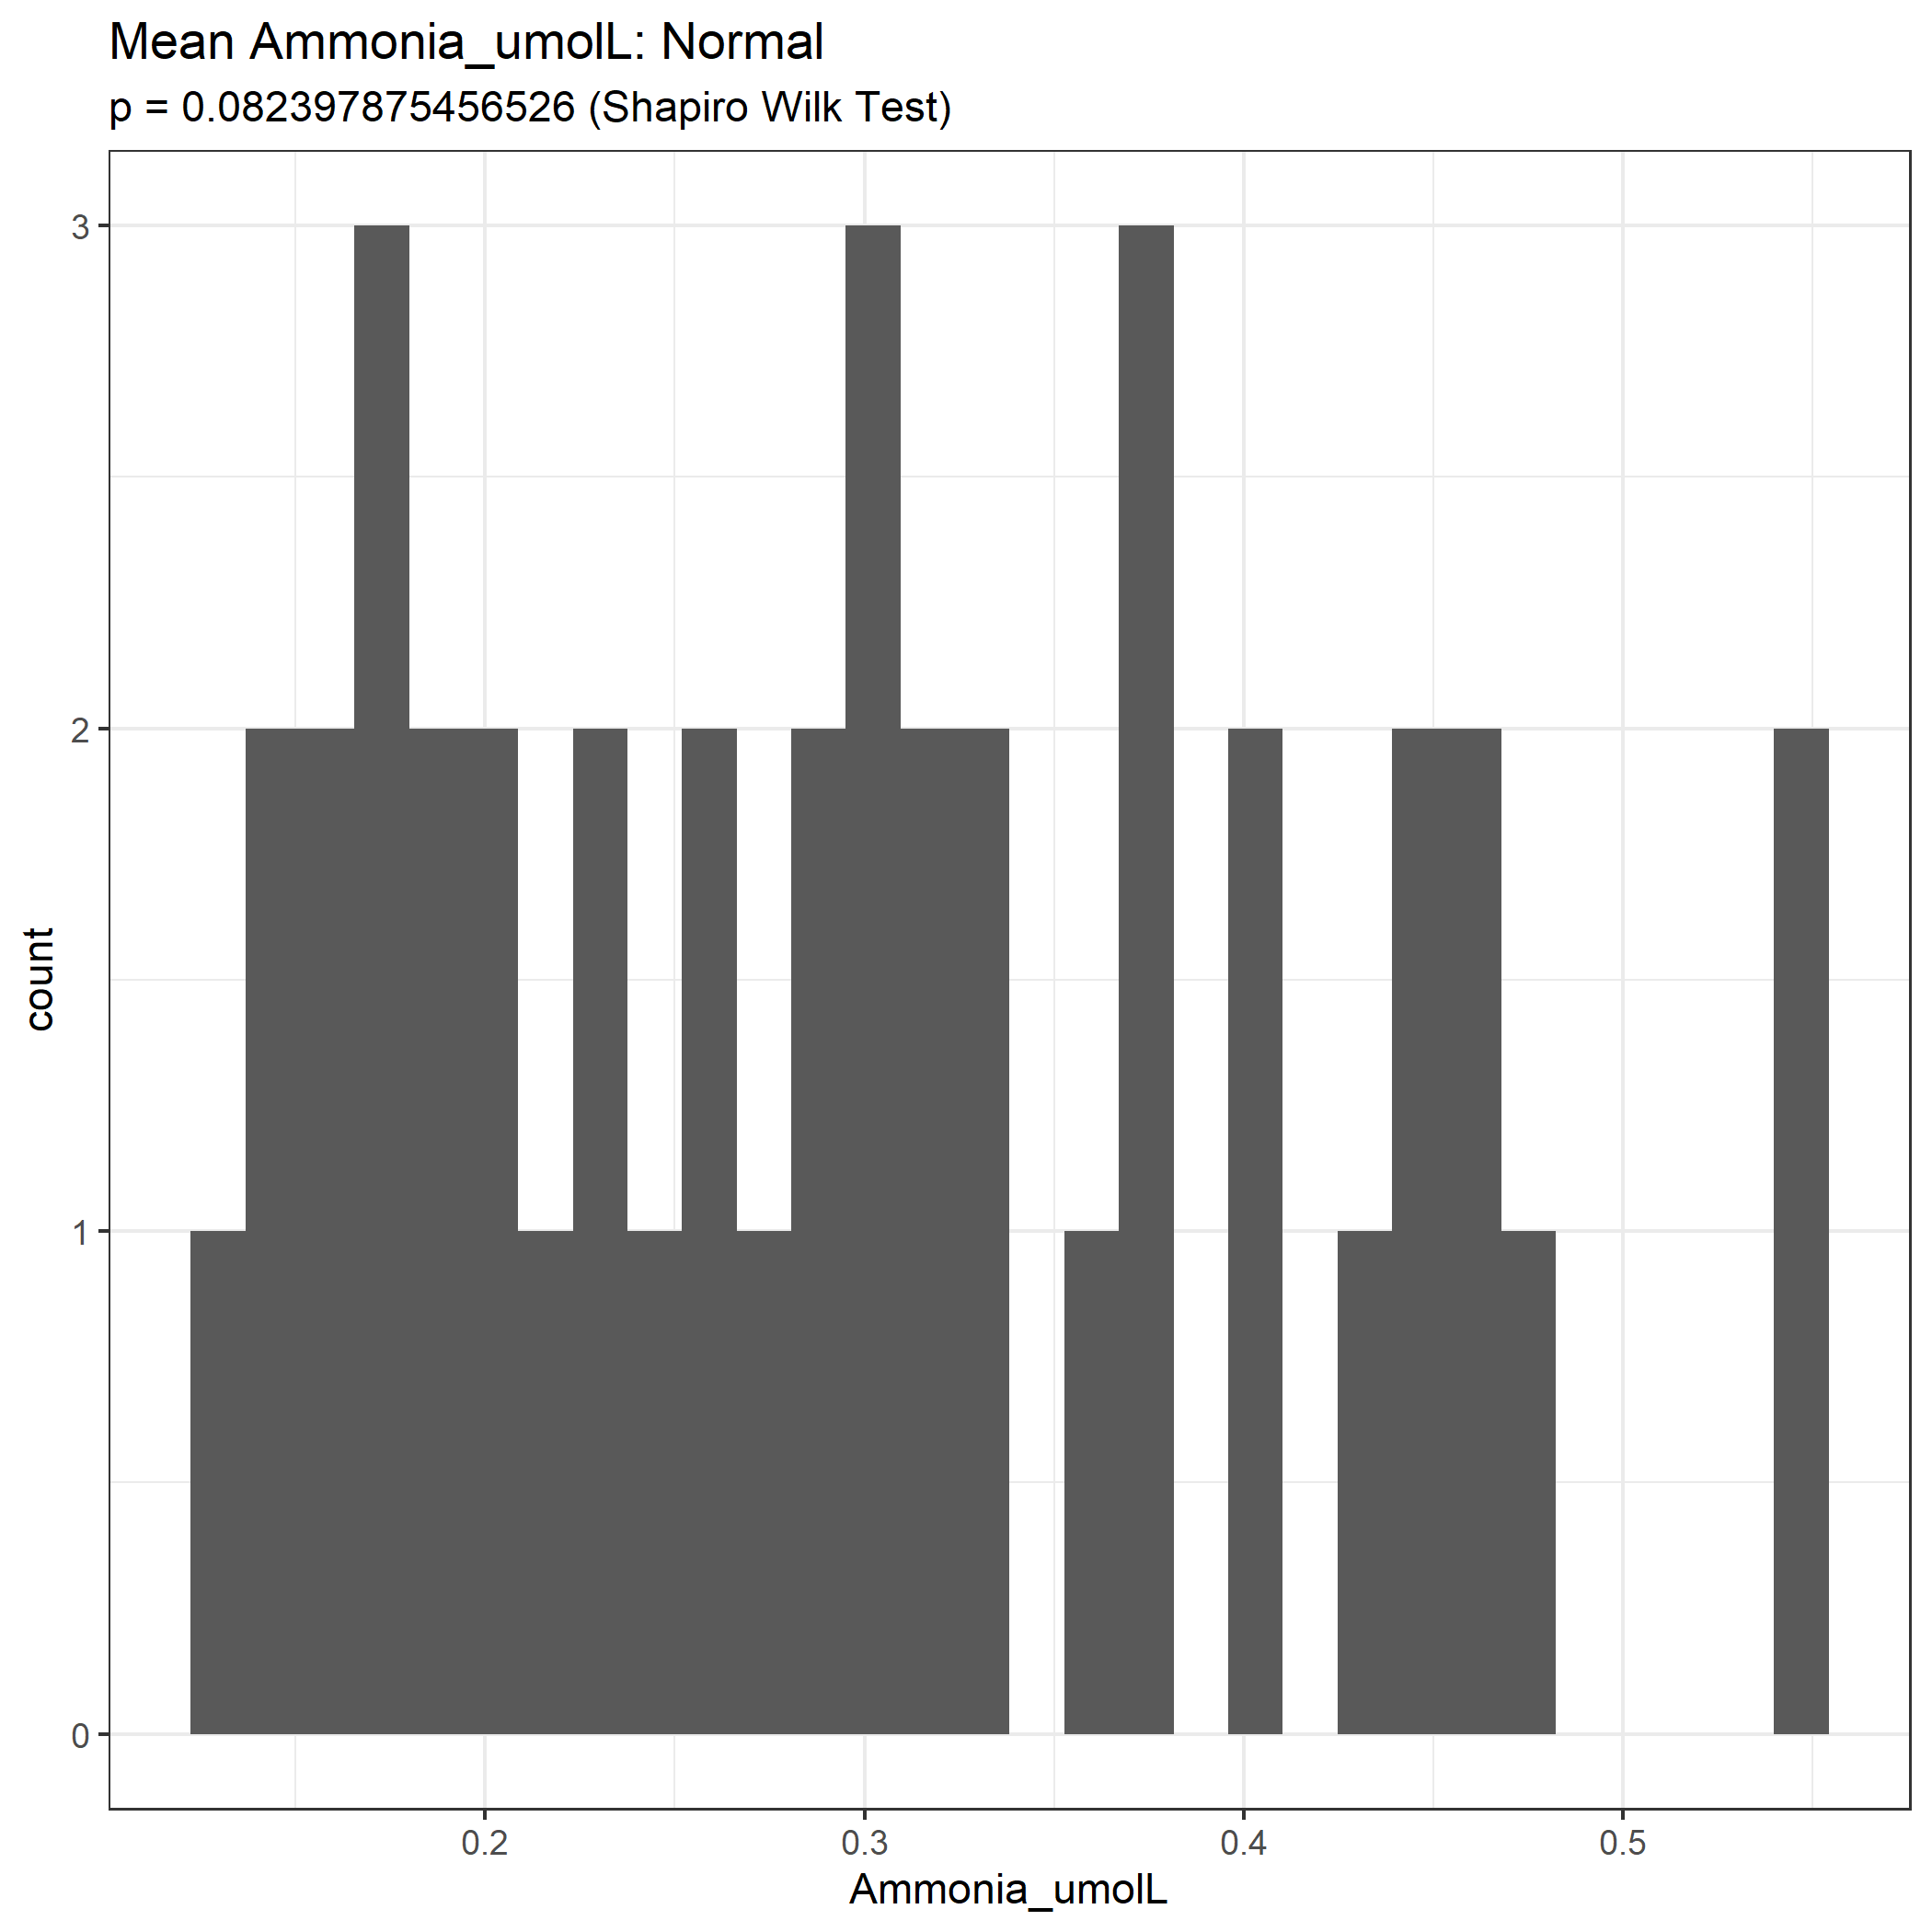 Mean Ammonia_umolL: Normal
p = 0.082397875456526 (Shapiro Wilk Test)
3
2
1
0
count
0.2 0.3 0.4 0.5
Ammonia_umolL